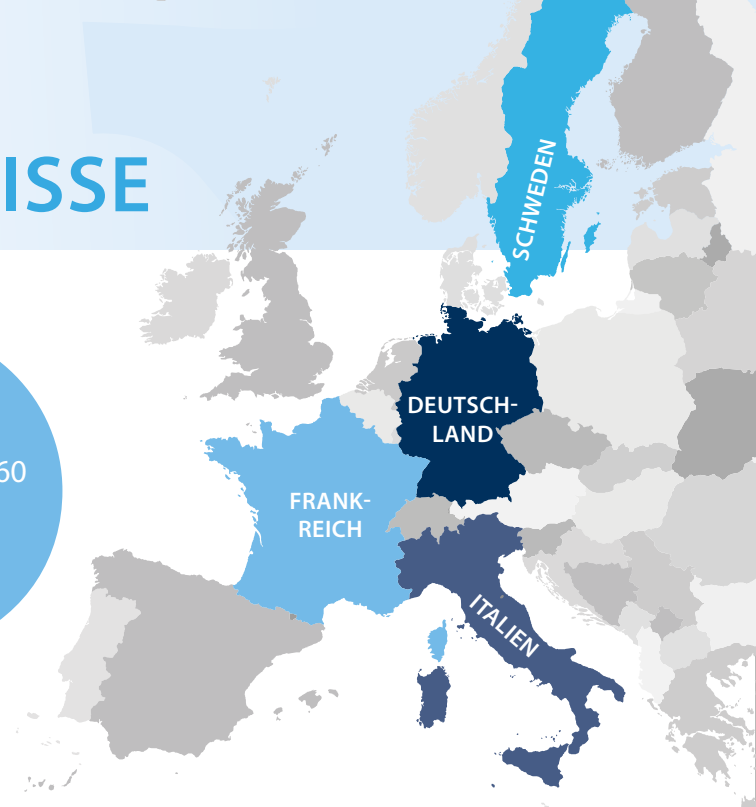 ISSE
SCHWEDEN
DEUTSCH-
LAND
60
FRANK-
REICH
ITALIEN